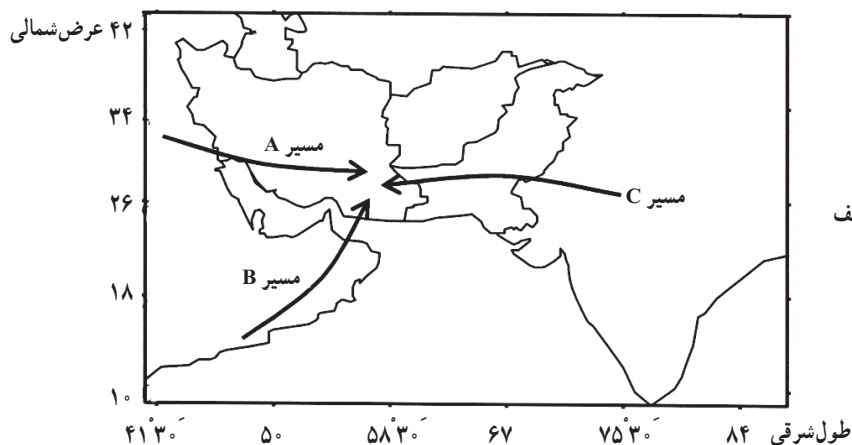 ۴۲ عرض شمالی
۳۴
مسیر A
۲۶
مسیر C
ف
مسیر B
۱۸
۱۰
۴۱°۳۰′ ۵۰ ۵۸°۳۰′ ۶۷ ۷۵°۳۰′ ۸۴ طول شرقی